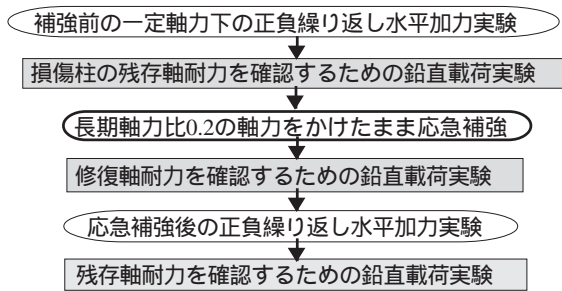 補強前の一定軸力下の正負繰り返し水平加力実験
損傷柱の残存軸耐力を確認するための鉛直載荷実験
長期軸力比0.2の軸力をかけたまま応急補強
修復軸耐力を確認するための鉛直載荷実験
応急補強後の正負繰り返し水平加力実験
残存軸耐力を確認するための鉛直載荷実験